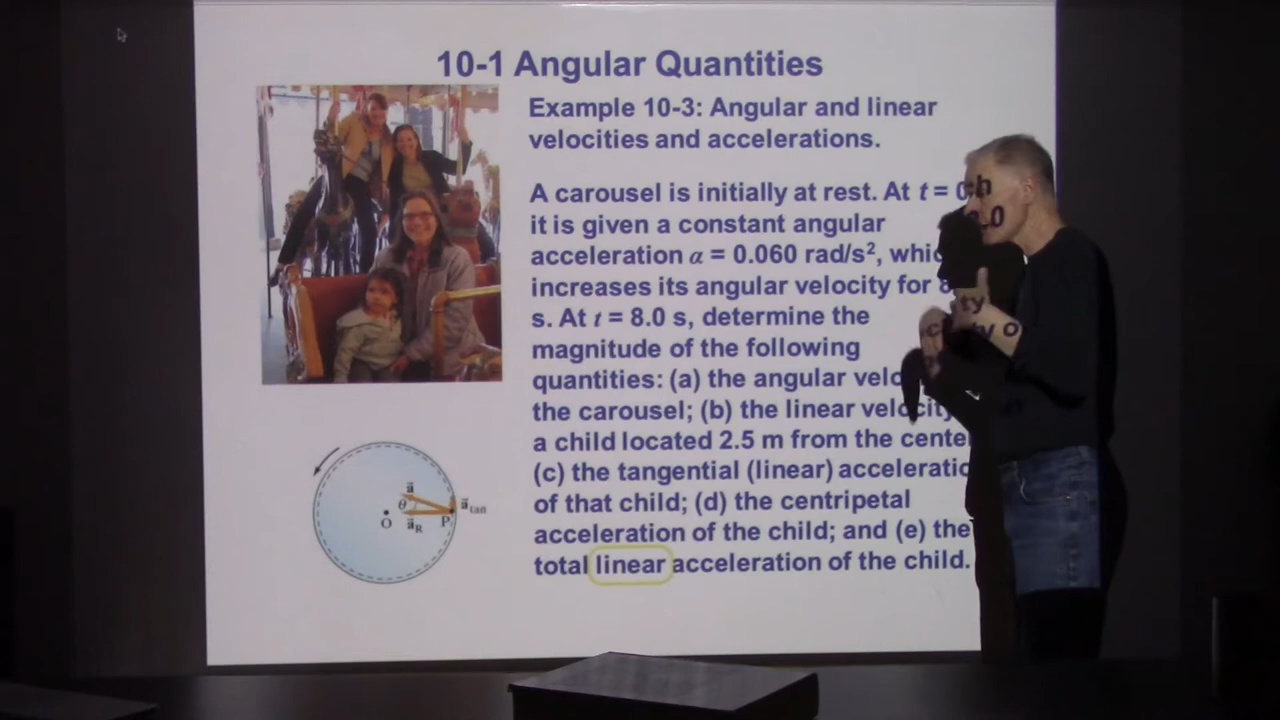 10-1 Angular Quantities
Example 10-3: Angular and linear
velocities and accelerations.
A carousel is initially at rest. At t = 0
it is given a constant angular
acceleration α = 0.060 rad/s², whic
increases its angular velocity for 8
s. At t = 8.0 s, determine the
magnitude of the following
quantities: (a) the angular velo
the carousel; (b) the linear velocity
a child located 2.5 m from the cente
(c) the tangential (linear) acceleratio
of that child; (d) the centripetal
acceleration of the child; and (e) the
total linear acceleration of the child.
a
θ
a tan
O
a R
P